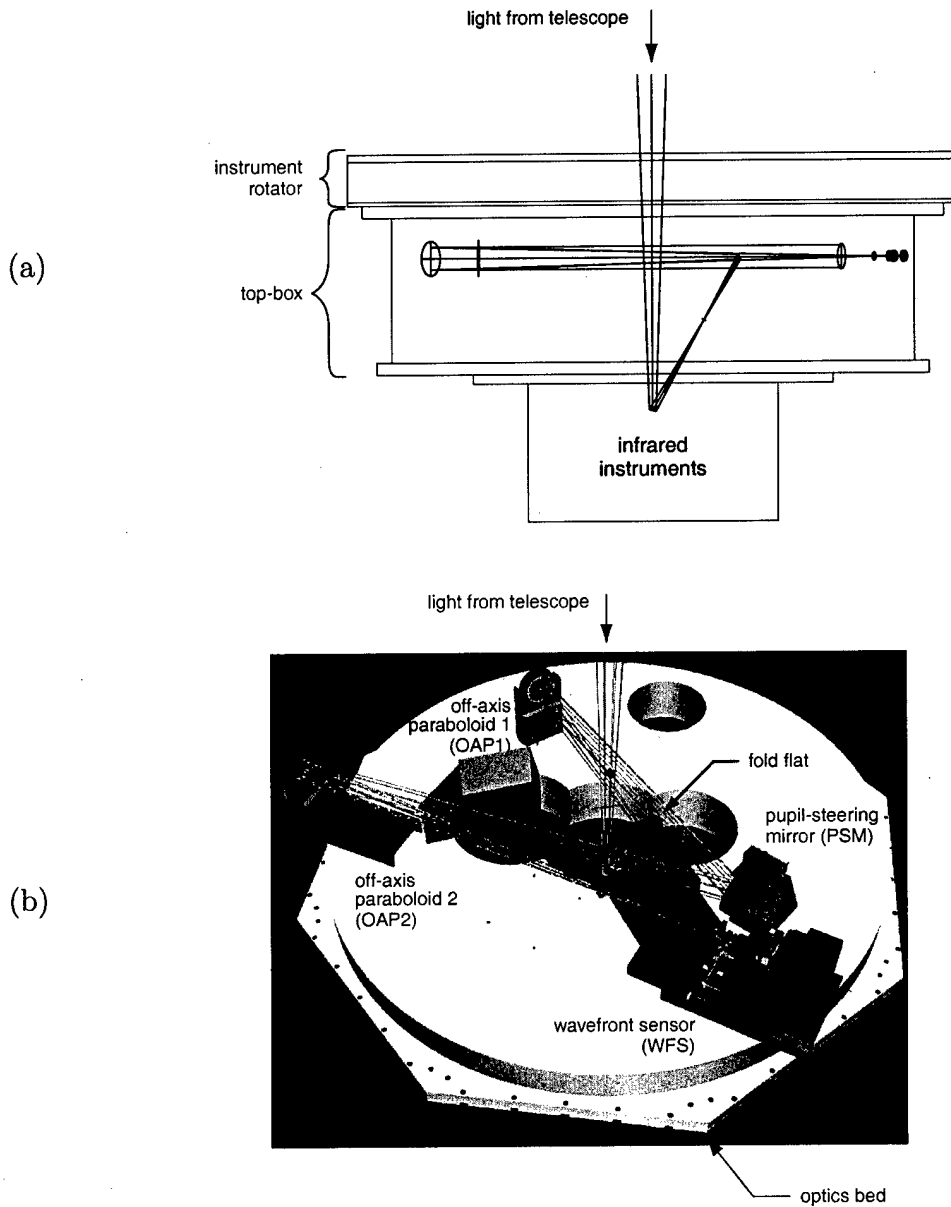 light from telescope
instrument
rotator
(a)
top-box
infrared
instruments
light from telescope
off-axis
paraboloid 1
(OAP1)
fold flat
pupil-steering
mirror (PSM)
off-axis
paraboloid 2
(OAP2)
(b)
wavefront sensor
(WFS)
optics bed